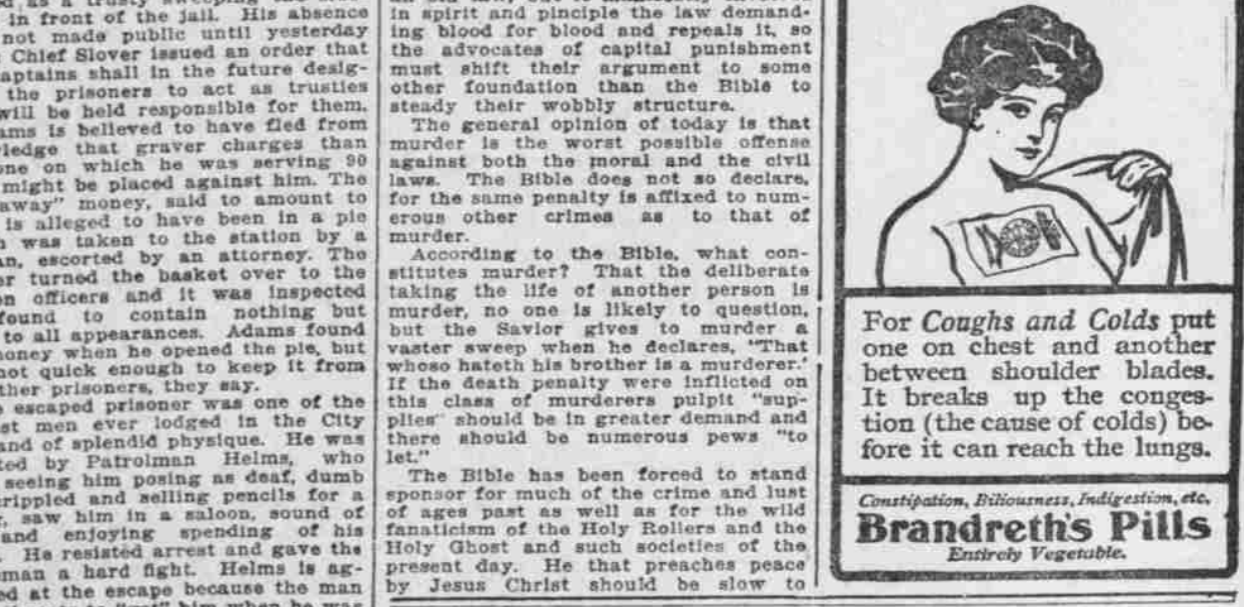 in front of the jail. His absence
not made public until yesterday
Chief Slover issued an order that
aptains shall in the future desig-
the prisoners to act as trusties
will be held responsible for them.
ams is believed to have fled from
ledge that graver charges than
one on which he was serving 90
might be placed against him. The
away" money, said to amount to
is alleged to have been in a pie
was taken to the station by a
an, escorted by an attorney. The
er turned the basket over to the
on officers and it was inspected
found to contain nothing but
to all appearances. Adams found
money when he opened the pie, but
not quick enough to keep it from
ther prisoners, they say.
escaped prisoner was one of the
st men ever lodged in the City
and of splendid physique. He was
ted by Patrolman Helms, who
seeing him posing as deaf, dumb
crippled and selling pencils for a
saw him in a saloon, sound of
and enjoying spending of his
He resisted arrest and gave the
man a hard fight. Helms is ag-
ed at the escape because the man
him when he was
in spirit and pinciple the law demand-
ing blood for blood and repeals it, so
the advocates of capital punishment
must shift their argument to some
other foundation than the Bible to
steady their wobbly structure.
The general opinion of today is that
murder is the worst possible offense
against both the moral and the civil
laws. The Bible does not so declare,
for the same penalty is affixed to num-
erous other crimes as to that of
murder.
According to the Bible, what con-
stitutes murder? That the deliberate
taking the life of another person is
murder, no one is likely to question,
but the Savior gives to murder a
vaster sweep when he declares, "That
whoso hateth his brother is a murderer.'
If the death penalty were inflicted on
this class of murderers pulpit "sup-
plies" should be in greater demand and
there should be numerous pews "to
let."
The Bible has been forced to stand
sponsor for much of the crime and lust
of ages past as well as for the wild
fanaticism of the Holy Rollers and the
Holy Ghost and such societies of the
present day. He that preaches peace
by Jesus Christ should be slow to
For Coughs and Colds put
one on chest and another
between shoulder blades.
It breaks up the conges-
tion (the cause of colds) be-
fore it can reach the lungs.
Constipation, Biliousness, Indigestion, etc.
Brandreth's Pills
Entirely Vegetable.